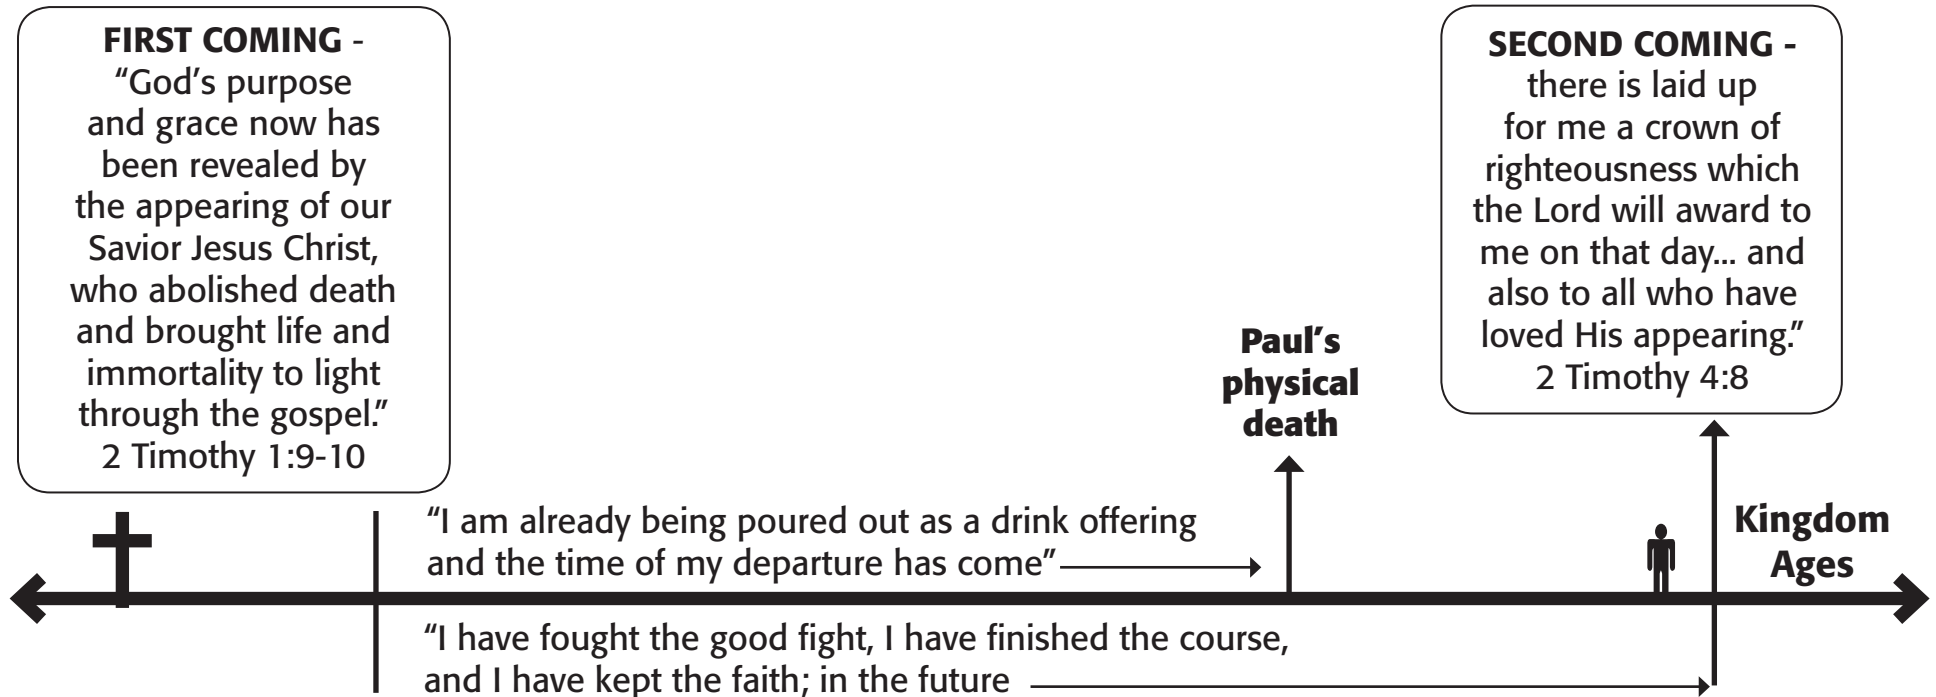 FIRST COMING -
“God’s purpose
and grace now has
been revealed by
the appearing of our
Savior Jesus Christ,
who abolished death
and brought life and
immortality to light
through the gospel.”
2 Timothy 1:9-10
“I am already being poured out as a drink offering
and the time of my departure has come”
“I have fought the good fight, I have finished the course,
and I have kept the faith; in the future
Paul’s
physical
death
SECOND COMING -
there is laid up
for me a crown of
righteousness which
the Lord will award to
me on that day... and
also to all who have
loved His appearing.”
2 Timothy 4:8
Kingdom
Ages